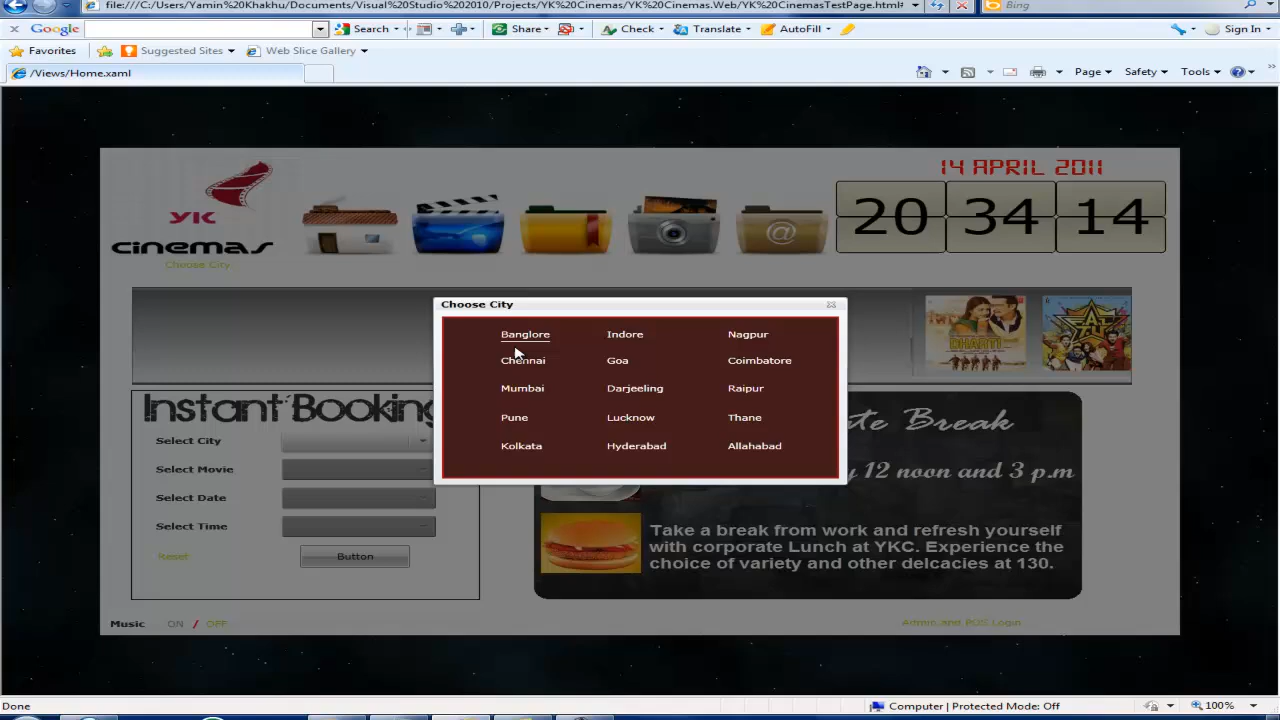 file:///C:/Users/Yamin%20Khakhu/Documents/Visual%20Studio%202010/Projects/YK%20Cinemas/YK%20Cinemas.Web/YK%20CinemasTestPage.html#
Bing
Google Search Share Check Translate AutoFill Sign In
Favorites Suggested Sites Web Slice Gallery
/Views/Home.xaml Page Safety Tools
14 APRIL 2011
YK
cinemas
Choose City
20 34 14
@
Choose City
Banglore Indore Nagpur
Chennai Goa Coimbatore
Mumbai Darjeeling Raipur
Pune Lucknow Thane
Kolkata Hyderabad Allahabad
Instant Booking
Select City
Select Movie
Select Date
Select Time
Reset Button
Break
12 noon and 3 p.m
Take a break from work and refresh yourself
with corporate Lunch at YKC. Experience the
choice of variety and other delcacies at 130.
Music ON / OFF
Admin and POS Login
Done Computer | Protected Mode: Off 100%